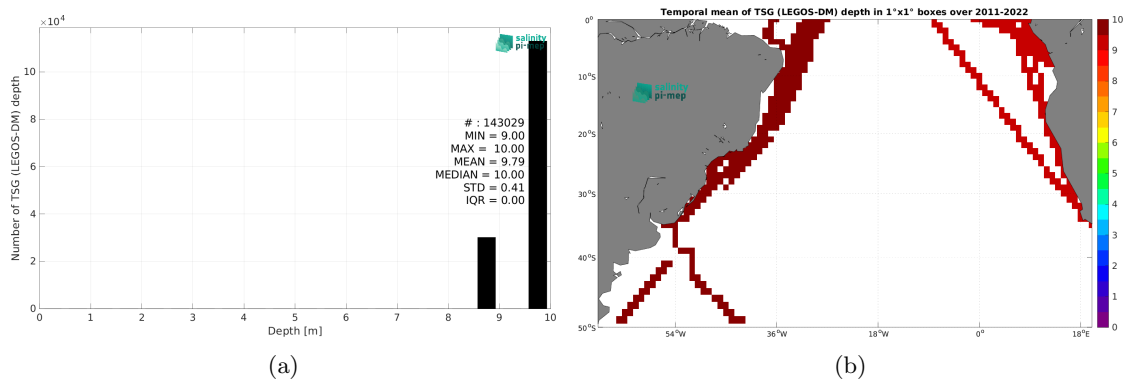 ×10⁴
10
8
6
4
2
0
Number of TSG (LEGOS-DM) depth
salinity
pi-mep
# : 143029
MIN = 9.00
MAX = 10.00
MEAN = 9.79
MEDIAN = 10.00
STD = 0.41
IQR = 0.00
0 1 2 3 4 5 6 7 8 9 10
Depth [m]
(a)
Temporal mean of TSG (LEGOS-DM) depth in 1°x1° boxes over 2011-2022
0°
10°S
20°S
30°S
40°S
50°S
salinity
pi-mep
54°W 36°W 18°W 0° 18°E
10
9
8
7
6
5
4
3
2
1
0
(b)